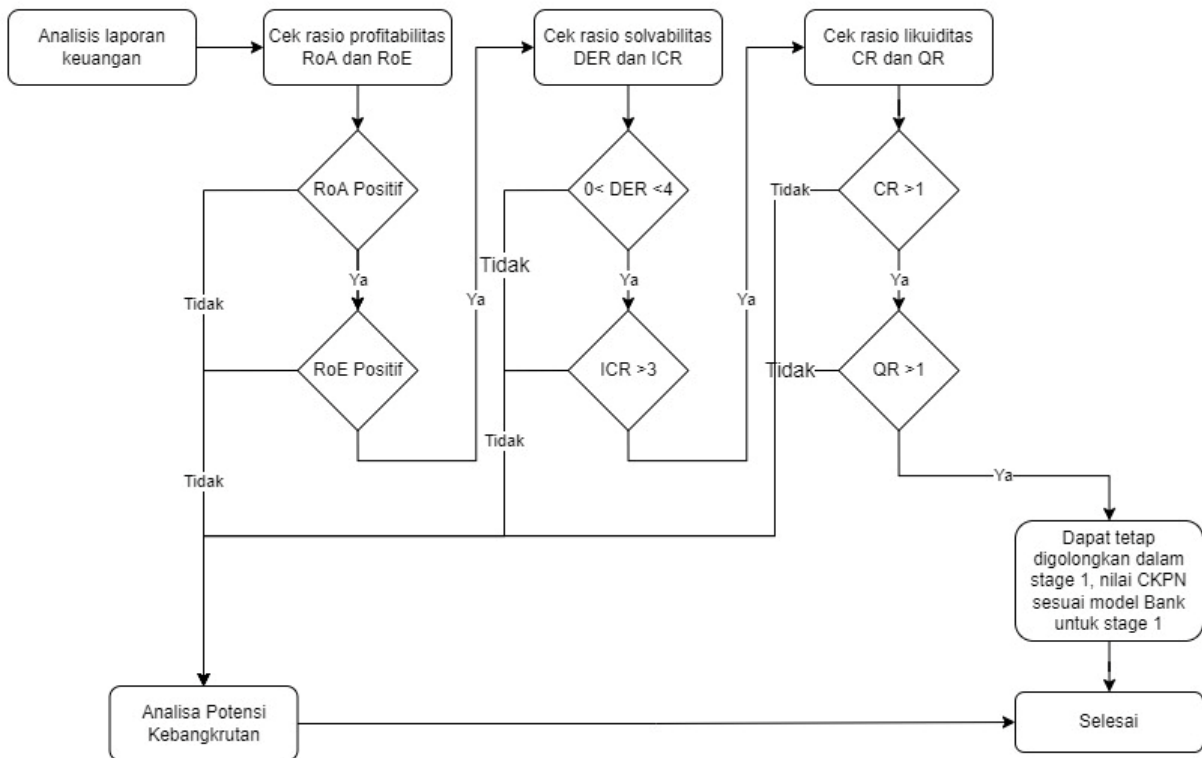 Analisis laporan
keuangan
Cek rasio profitabilitas
RoA dan RoE
Cek rasio solvabilitas
DER dan ICR
Cek rasio likuiditas
CR dan QR
RoA Positif
0< DER <4
Tidak
CR >1
Tidak
Ya
Ya
Ya
Tidak
Ya
Ya
RoE Positif
ICR >3
Tidak
QR >1
Tidak
Tidak
Ya
Dapat tetap
digolongkan dalam
stage 1, nilai CKPN
sesuai model Bank
untuk stage 1
Analisa Potensi
Kebangkrutan
Selesai